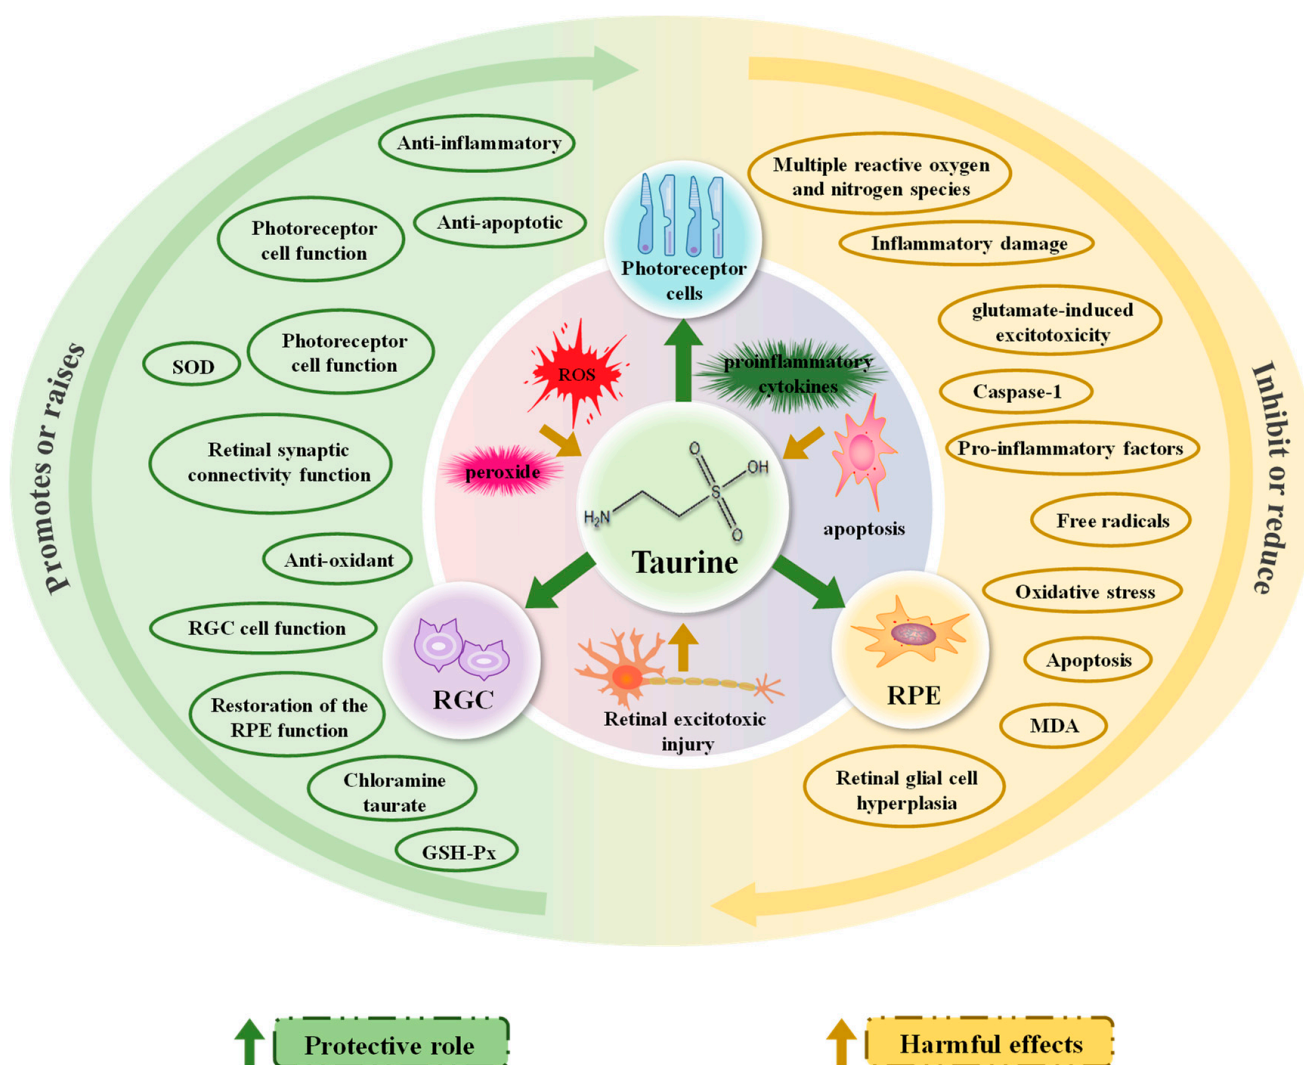 Promotes or raises
Anti-inflammatory
Anti-apoptotic
Photoreceptor
cell function
SOD
Photoreceptor
cell function
Retinal synaptic
connectivity function
Anti-oxidant
RGC cell function
Restoration of the
RPE function
Chloramine
taurate
GSH-Px
Photoreceptor
cells
ROS
proinflammatory
cytokines
peroxide
apoptosis
H₂N
S
O
O
OH
Taurine
RGC
RPE
Retinal excitotoxic
injury
Multiple reactive oxygen
and nitrogen species
Inflammatory damage
glutamate-induced
excitotoxicity
Caspase-1
Pro-inflammatory factors
Free radicals
Oxidative stress
Apoptosis
MDA
Retinal glial cell
hyperplasia
Inhibit or reduce
Protective role
Harmful effects